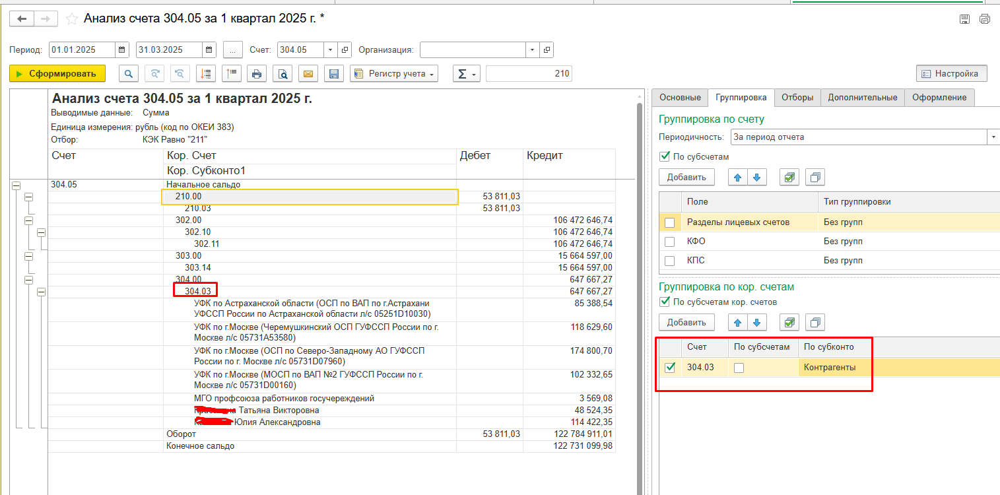 Анализ счета 304.05 за 1 квартал 2025 г. *
Период: 01.01.2025 31.03.2025 ... Счет: 304.05 Организация:
Сформировать Регистр учета Σ 210 Настройка
Анализ счета 304.05 за 1 квартал 2025 г.
Выводимые данные: Сумма
Единица измерения: рубль (код по ОКЕИ 383)
Отбор: КЭК Равно "211"
Счет Кор. Счет Дебет Кредит
Кор. Субконто1
304.05 Начальное сальдо
210.00 53 811,03
210.03 53 811,03
302.00 106 472 646,74
302.10 106 472 646,74
302.11 106 472 646,74
303.00 15 664 597,00
303.14 15 664 597,00
304.00 647 667,27
304.03 647 667,27
УФК по Астраханской области (ОСП по ВАП по г.Астрахани 85 388,54
УФССП России по Астраханской области л/с 05251D10030)
УФК по г.Москве (Черемушкинский ОСП ГУФССП России по г. 118 629,60
Москве л/с 05731А53580)
УФК по г.Москве (ОСП по Северо-Западному АО ГУФССП 174 800,70
России по г. Москве л/с 05731D07960)
УФК по г.Москве (МОСП по ВАП №2 ГУФССП России по г. 102 332,65
Москве л/с 05731D00160)
МГО профсоюза работников госучереждений 3 569,08
Татьяна Викторовна 48 524,35
Юлия Александровна 114 422,35
Оборот 53 811,03 122 784 911,01
Конечное сальдо 122 731 099,98
Основные Группировка Отборы Дополнительные Оформление
Группировка по счету
Периодичность: За период отчета
По субсчетам
Добавить
Поле Тип группировки
Разделы лицевых счетов Без групп
КФО Без групп
КПС Без групп
Группировка по кор. счетам
По субсчетам кор. счетов
Добавить
Счет По субсчетам По субконто
304.03 Контрагенты